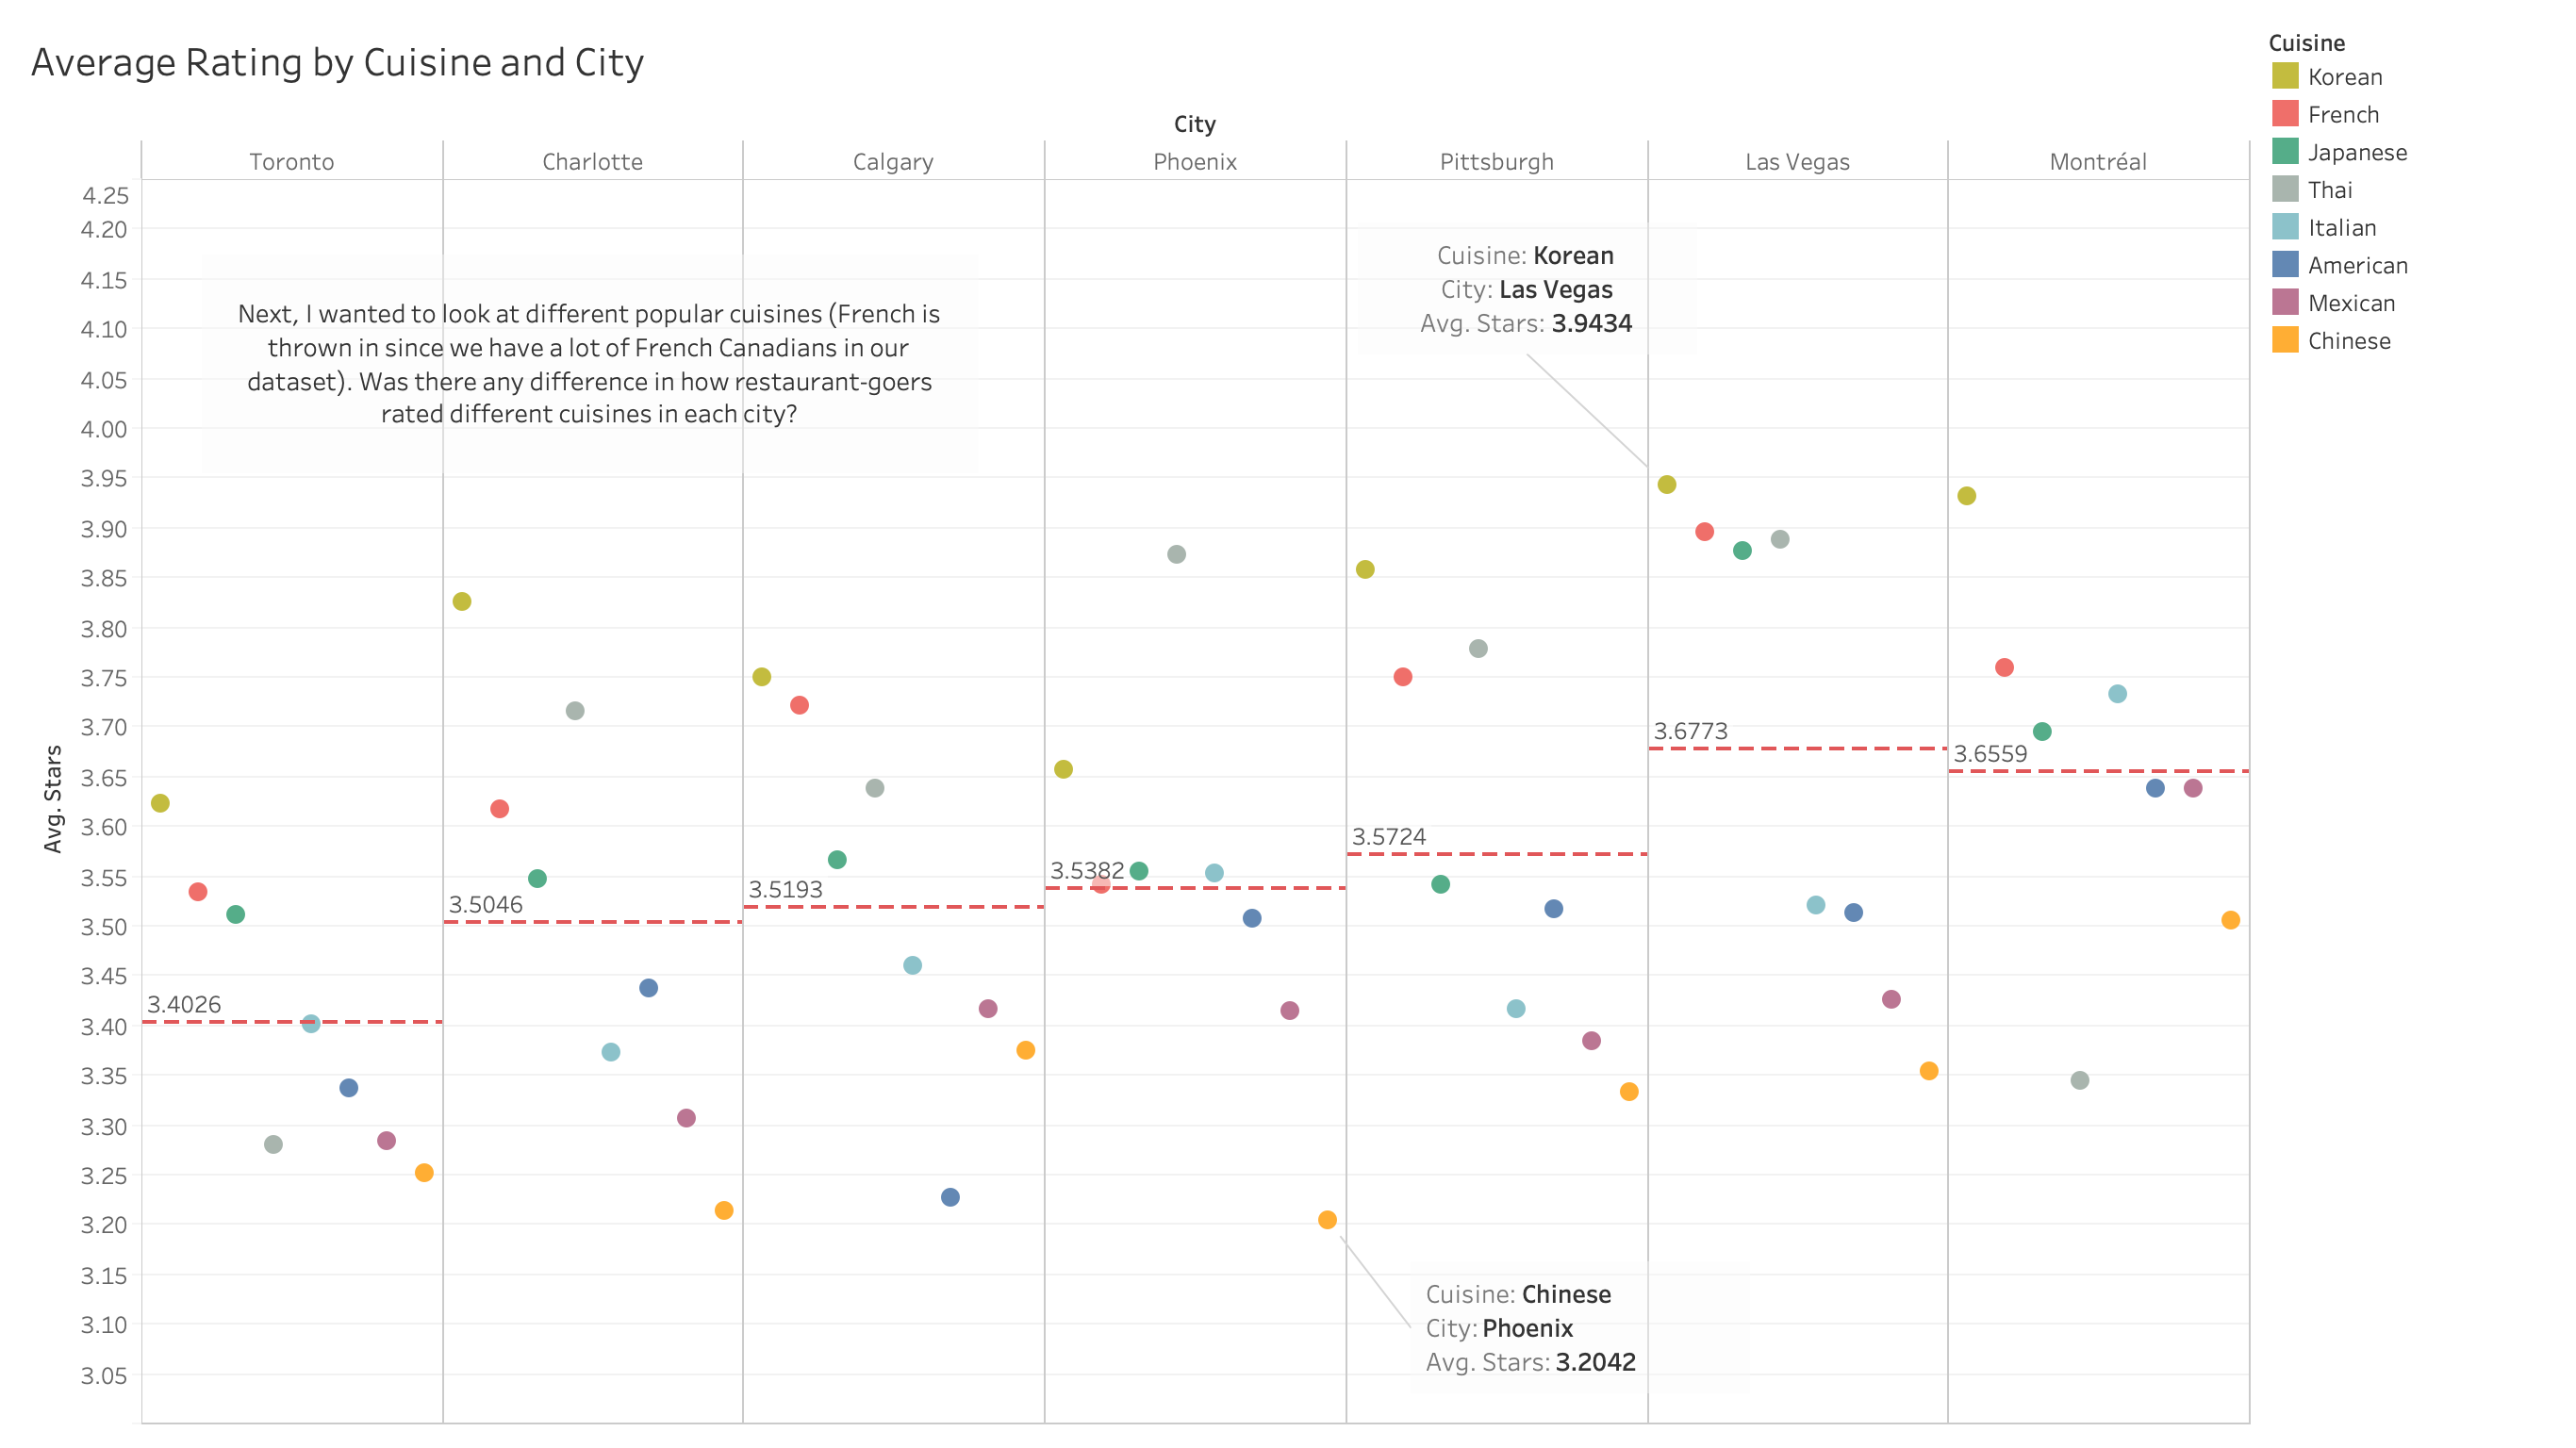 Average Rating by Cuisine and City
Cuisine
Korean
French
Japanese
Thai
Italian
American
Mexican
Chinese
City
Toronto Charlotte Calgary Phoenix Pittsburgh Las Vegas Montréal
Avg. Stars
4.25
4.20
4.15
4.10
4.05
4.00
3.95
3.90
3.85
3.80
3.75
3.70
3.65
3.60
3.55
3.50
3.45
3.40
3.35
3.30
3.25
3.20
3.15
3.10
3.05
Next, I wanted to look at different popular cuisines (French is
thrown in since we have a lot of French Canadians in our
dataset). Was there any difference in how restaurant-goers
rated different cuisines in each city?
Cuisine: Korean
City: Las Vegas
Avg. Stars: 3.9434
3.4026
3.5046
3.5193
3.5382
3.5724
3.6773
3.6559
Cuisine: Chinese
City: Phoenix
Avg. Stars: 3.2042